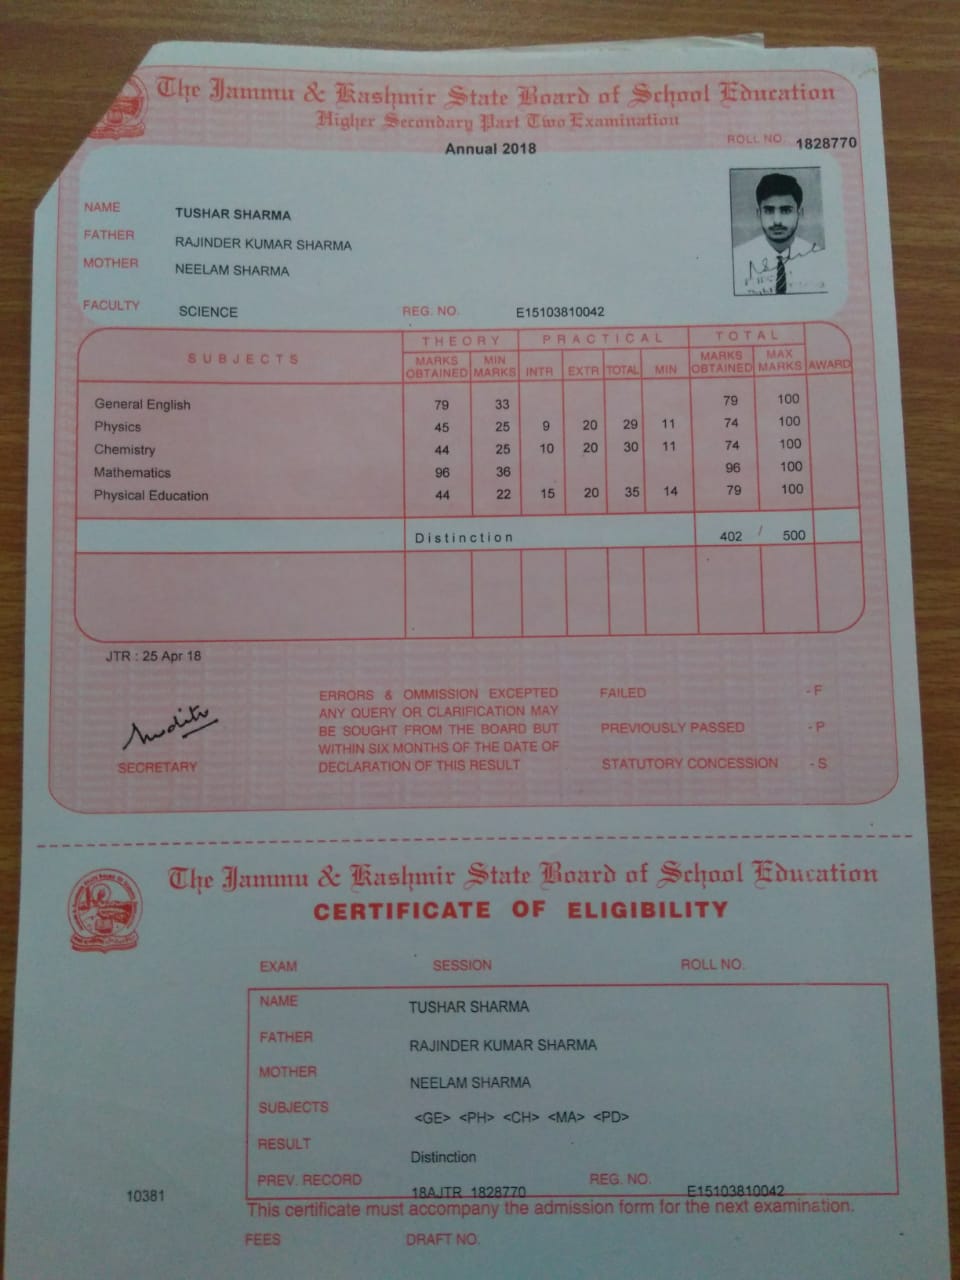 The Jammu & Kashmir State Board of School Education
Higher Secondary Part Two Examination
Annual 2018
ROLL NO. 1828770
NAME TUSHAR SHARMA
FATHER RAJINDER KUMAR SHARMA
MOTHER NEELAM SHARMA
FACULTY SCIENCE REG. NO. E15103810042
SUBJECTS THEORY PRACTICAL TOTAL
MARKS OBTAINED MIN MARKS INTR EXTR TOTAL MIN MARKS OBTAINED MAX MARKS AWARD
General English 79 33 79 100
Physics 45 25 9 20 29 11 74 100
Chemistry 44 25 10 20 30 11 74 100
Mathematics 96 36 96 100
Physical Education 44 22 15 20 35 14 79 100
Distinction 402 / 500
JTR : 25 Apr 18
ERRORS & OMMISSION EXCEPTED FAILED - F
ANY QUERY OR CLARIFICATION MAY
BE SOUGHT FROM THE BOARD BUT PREVIOUSLY PASSED - P
WITHIN SIX MONTHS OF THE DATE OF
DECLARATION OF THIS RESULT STATUTORY CONCESSION - S
SECRETARY
The Jammu & Kashmir State Board of School Education
CERTIFICATE OF ELIGIBILITY
EXAM SESSION ROLL NO.
NAME TUSHAR SHARMA
FATHER RAJINDER KUMAR SHARMA
MOTHER NEELAM SHARMA
SUBJECTS <GE> <PH> <CH> <MA> <PD>
RESULT Distinction
PREV. RECORD 18AJTR 1828770 REG. NO. E15103810042
10381
This certificate must accompany the admission form for the next examination.
FEES DRAFT NO.